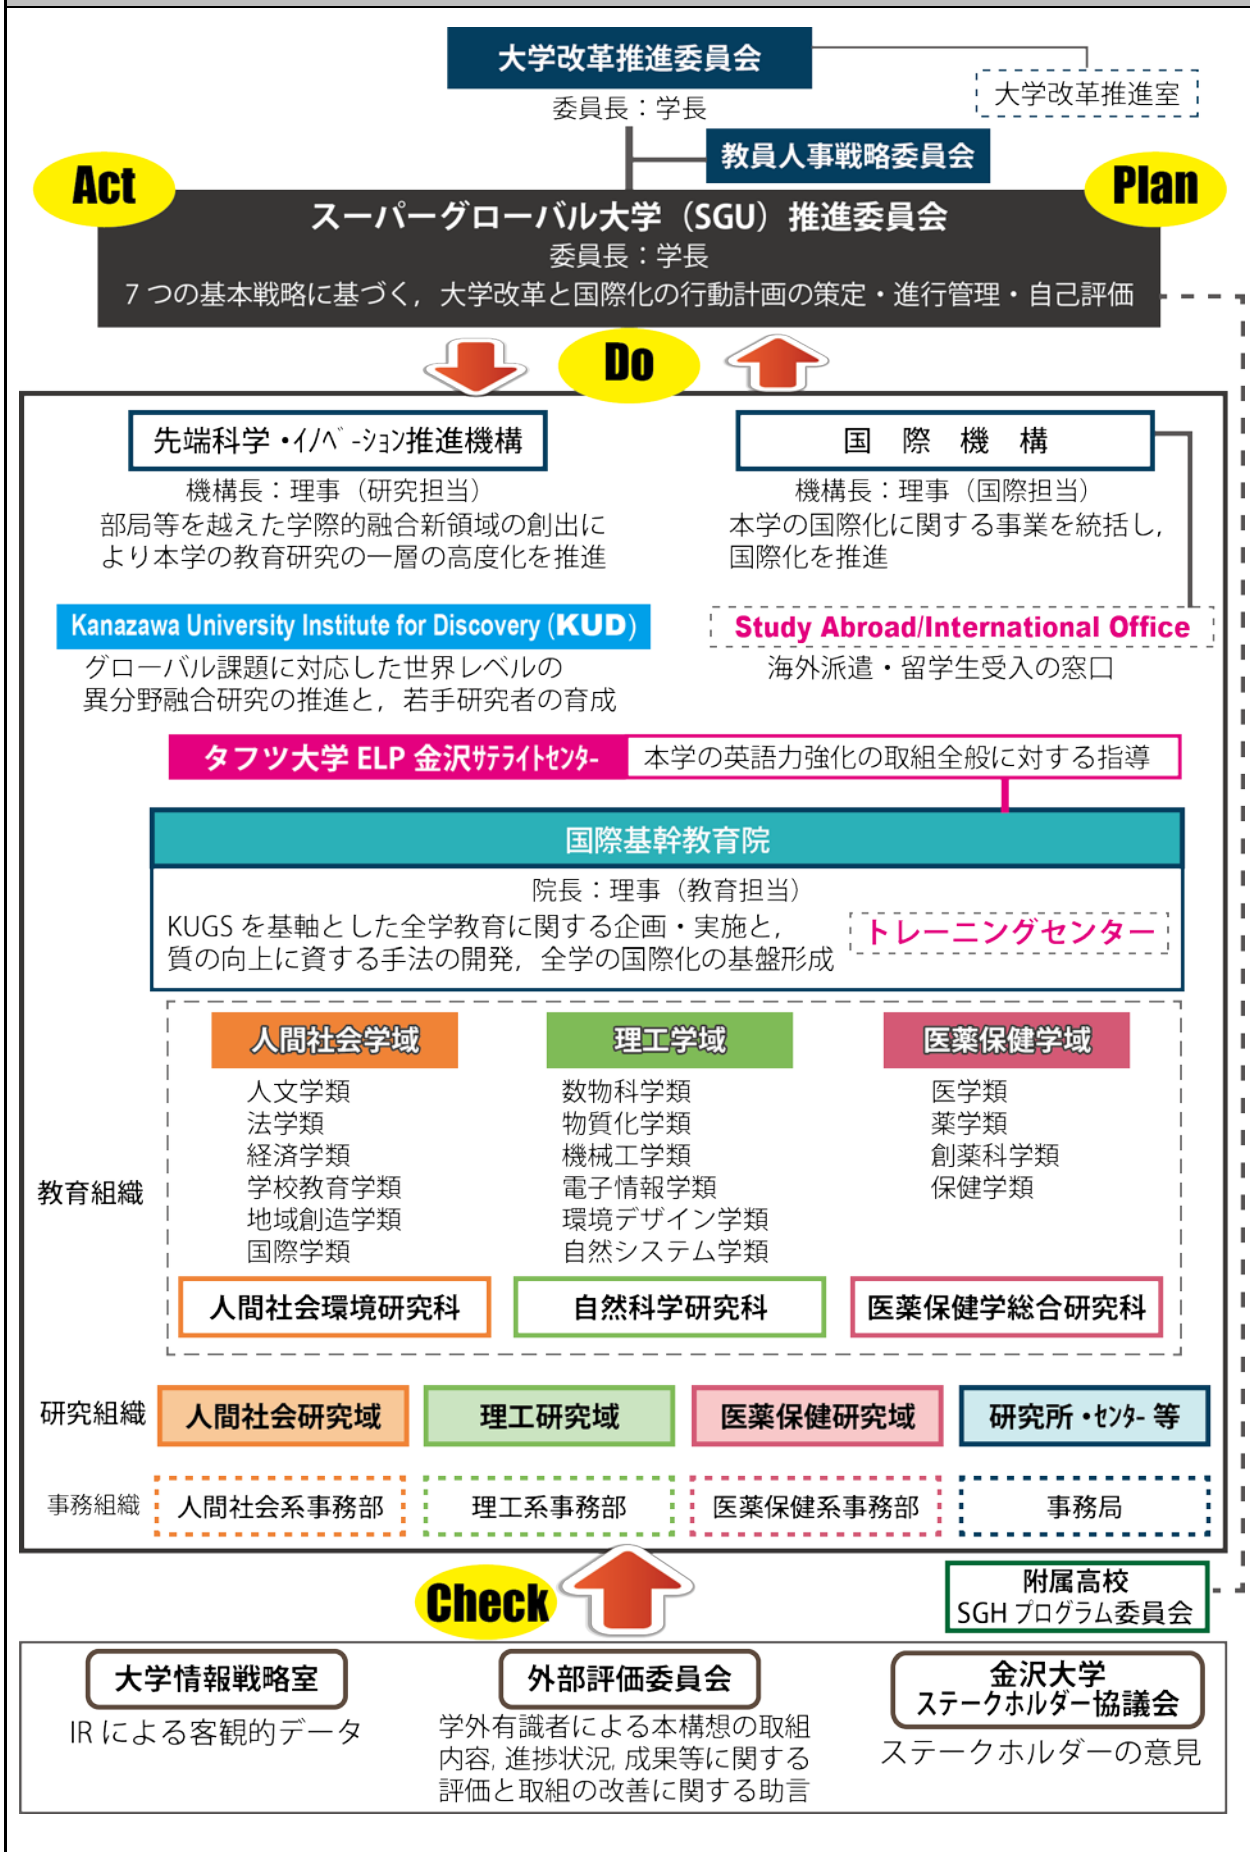 大学改革推進委員会
委員長：学長
大学改革推進室
教員人事戦略委員会
Act
Plan
スーパーグローバル大学（SGU）推進委員会
委員長：学長
7つの基本戦略に基づく，大学改革と国際化の行動計画の策定・進行管理・自己評価
Do
先端科学・ｲﾉﾍﾞｰｼｮﾝ推進機構
機構長：理事（研究担当）
部局等を越えた学際的融合新領域の創出に
より本学の教育研究の一層の高度化を推進
国際機構
機構長：理事（国際担当）
本学の国際化に関する事業を統括し，
国際化を推進
Kanazawa University Institute for Discovery (KUD)
グローバル課題に対応した世界レベルの
異分野融合研究の推進と，若手研究者の育成
Study Abroad/International Office
海外派遣・留学生受入の窓口
タフツ大学 ELP 金沢ｻﾃﾗｲﾄｾﾝﾀｰ
本学の英語力強化の取組全般に対する指導
国際基幹教育院
院長：理事（教育担当）
KUGS を基軸とした全学教育に関する企画・実施と，
質の向上に資する手法の開発，全学の国際化の基盤形成
トレーニングセンター
教育組織
人間社会学域
人文学類
法学類
経済学類
学校教育学類
地域創造学類
国際学類
人間社会環境研究科
理工学域
数物科学類
物質化学類
機械工学類
電子情報学類
環境デザイン学類
自然システム学類
自然科学研究科
医薬保健学域
医学類
薬学類
創薬科学類
保健学類
医薬保健学総合研究科
研究組織
人間社会研究域
理工研究域
医薬保健研究域
研究所・ｾﾝﾀｰ等
事務組織
人間社会系事務部
理工系事務部
医薬保健系事務部
事務局
Check
附属高校
SGH プログラム委員会
大学情報戦略室
IR による客観的データ
外部評価委員会
学外有識者による本構想の取組
内容, 進捗状況, 成果等に関する
評価と取組の改善に関する助言
金沢大学
ステークホルダー協議会
ステークホルダーの意見